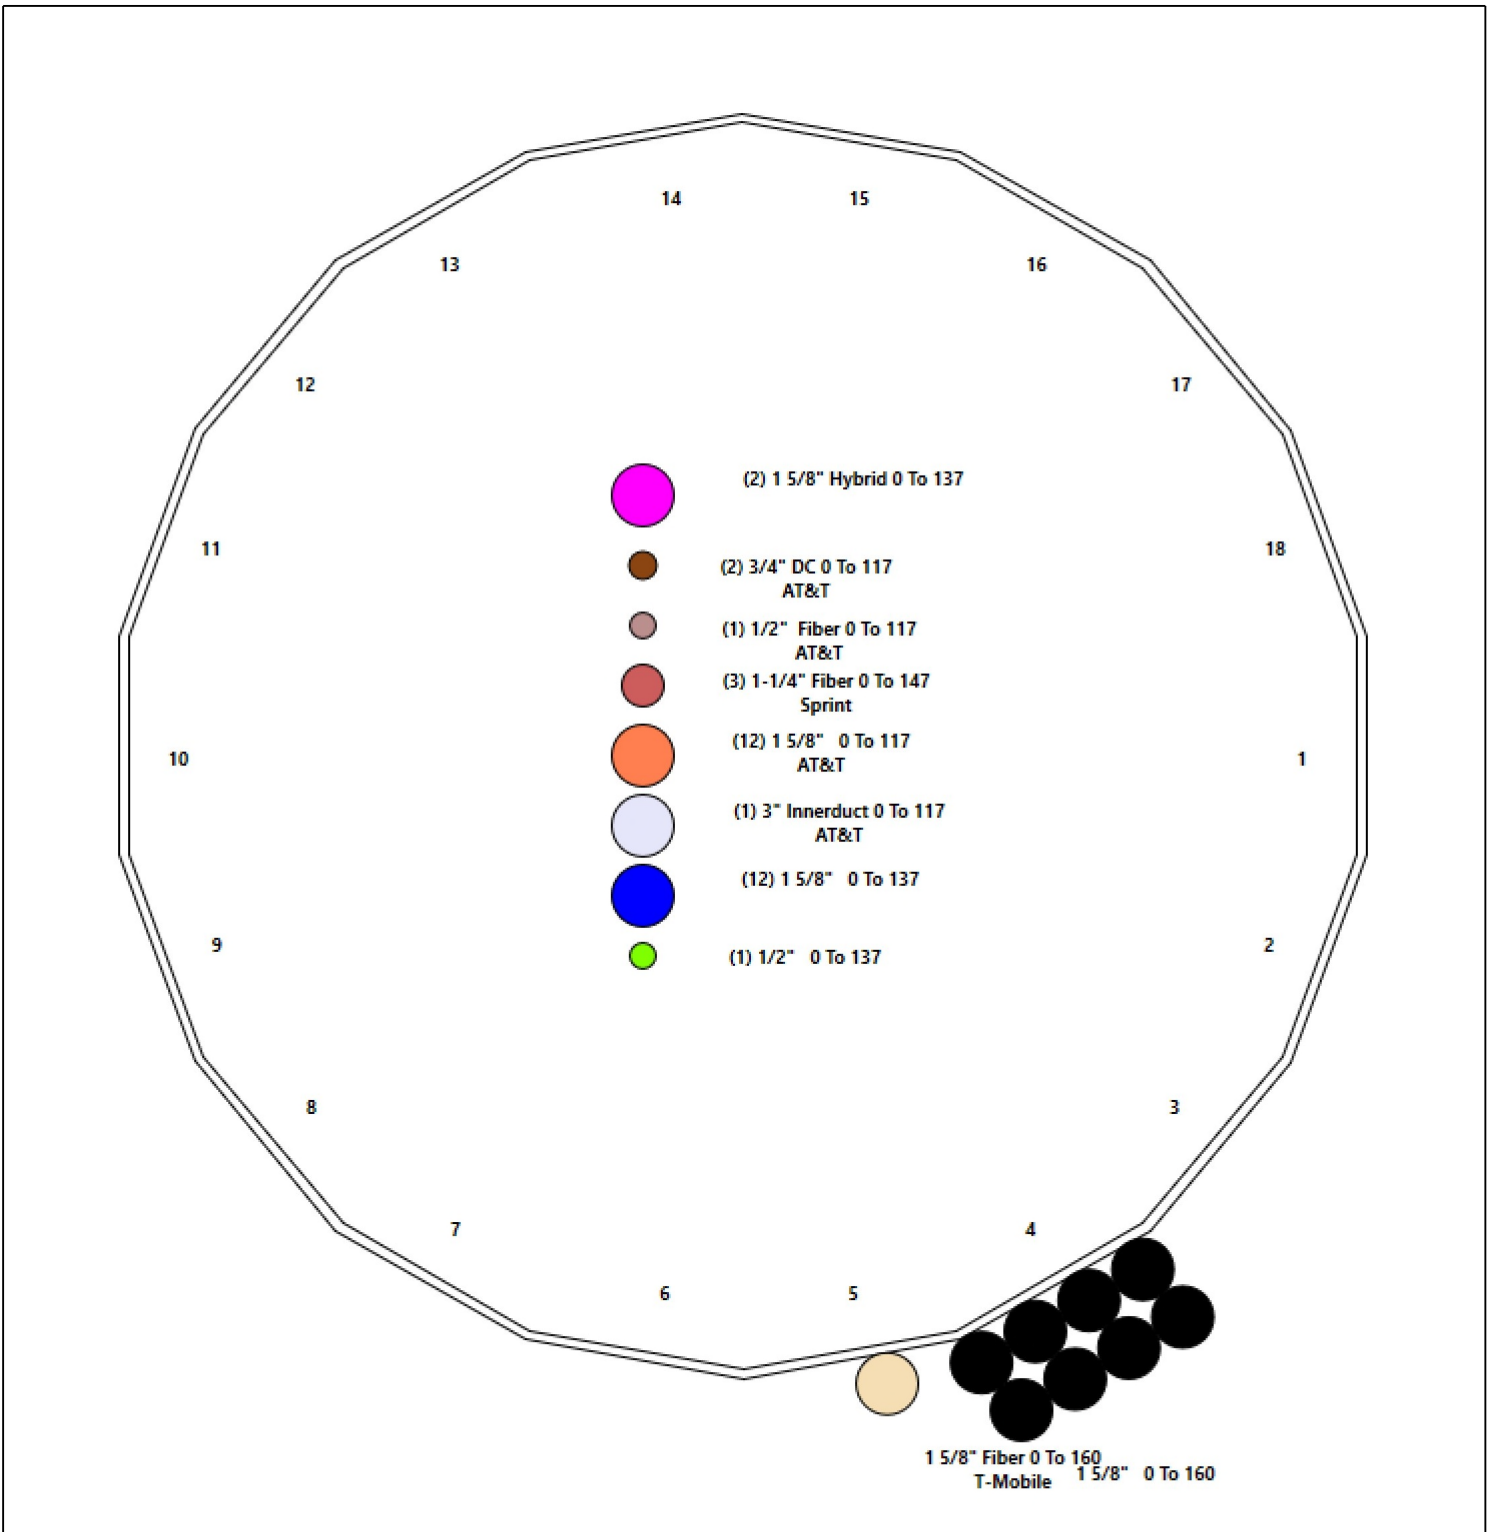 14
15
13
16
12
17
(2) 1 5/8" Hybrid 0 To 137
11
18
(2) 3/4" DC 0 To 117
AT&T
(1) 1/2"  Fiber 0 To 117
AT&T
(3) 1-1/4" Fiber 0 To 147
Sprint
(12) 1 5/8"   0 To 117
AT&T
10
1
(1) 3" Innerduct 0 To 117
AT&T
(12) 1 5/8"   0 To 137
9
2
(1) 1/2"   0 To 137
8
3
7
4
6
5
1 5/8" Fiber 0 To 160
T-Mobile
1 5/8"   0 To 160